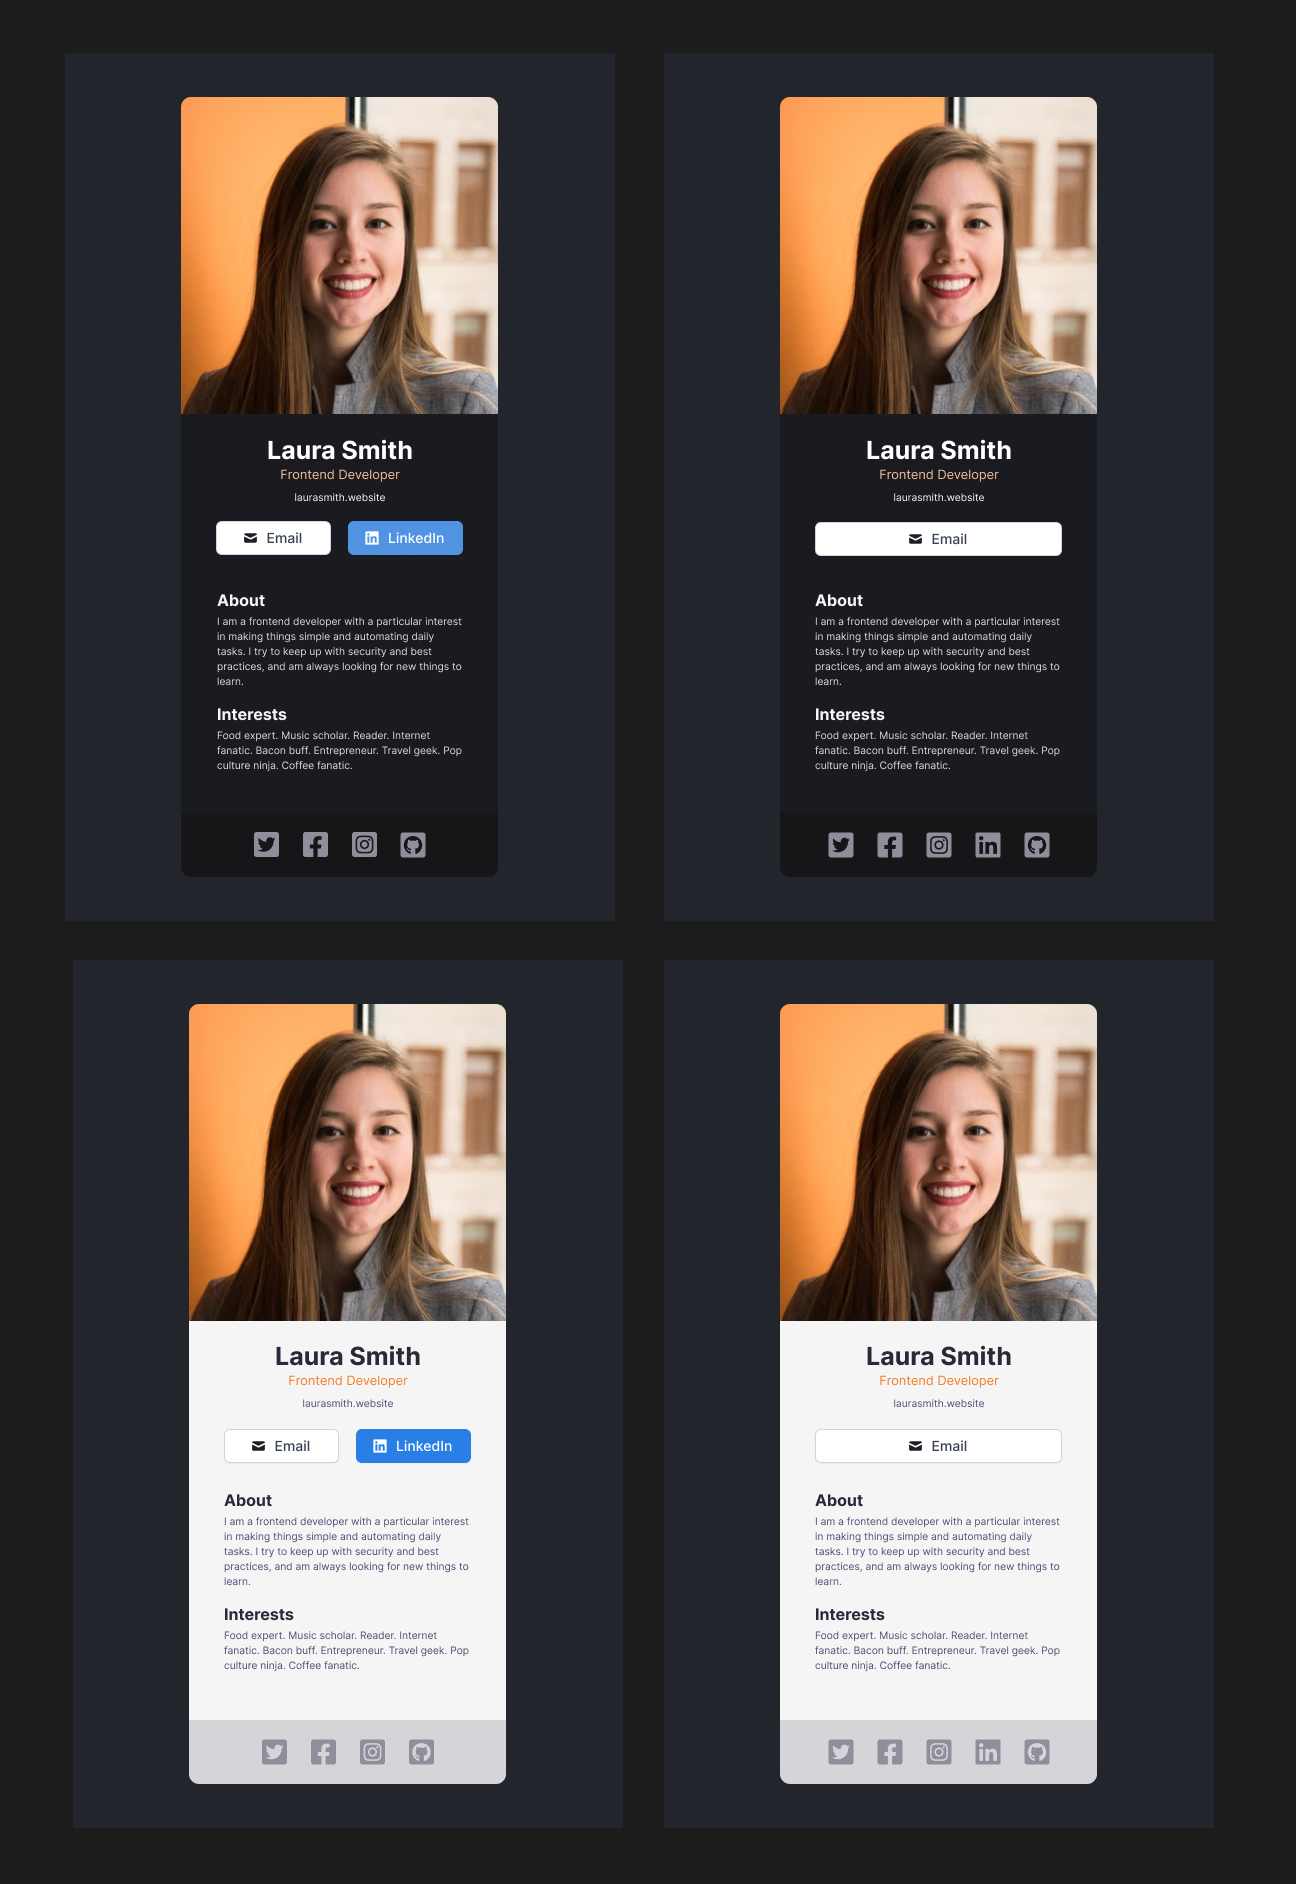 Laura Smith
Frontend Developer
laurasmith.website
Email
LinkedIn
About
I am a frontend developer with a particular interest
in making things simple and automating daily
tasks. I try to keep up with security and best
practices, and am always looking for new things to
learn.
Interests
Food expert. Music scholar. Reader. Internet
fanatic. Bacon buff. Entrepreneur. Travel geek. Pop
culture ninja. Coffee fanatic.
Laura Smith
Frontend Developer
laurasmith.website
Email
About
I am a frontend developer with a particular interest
in making things simple and automating daily
tasks. I try to keep up with security and best
practices, and am always looking for new things to
learn.
Interests
Food expert. Music scholar. Reader. Internet
fanatic. Bacon buff. Entrepreneur. Travel geek. Pop
culture ninja. Coffee fanatic.
Laura Smith
Frontend Developer
laurasmith.website
Email
LinkedIn
About
I am a frontend developer with a particular interest
in making things simple and automating daily
tasks. I try to keep up with security and best
practices, and am always looking for new things to
learn.
Interests
Food expert. Music scholar. Reader. Internet
fanatic. Bacon buff. Entrepreneur. Travel geek. Pop
culture ninja. Coffee fanatic.
Laura Smith
Frontend Developer
laurasmith.website
Email
About
I am a frontend developer with a particular interest
in making things simple and automating daily
tasks. I try to keep up with security and best
practices, and am always looking for new things to
learn.
Interests
Food expert. Music scholar. Reader. Internet
fanatic. Bacon buff. Entrepreneur. Travel geek. Pop
culture ninja. Coffee fanatic.